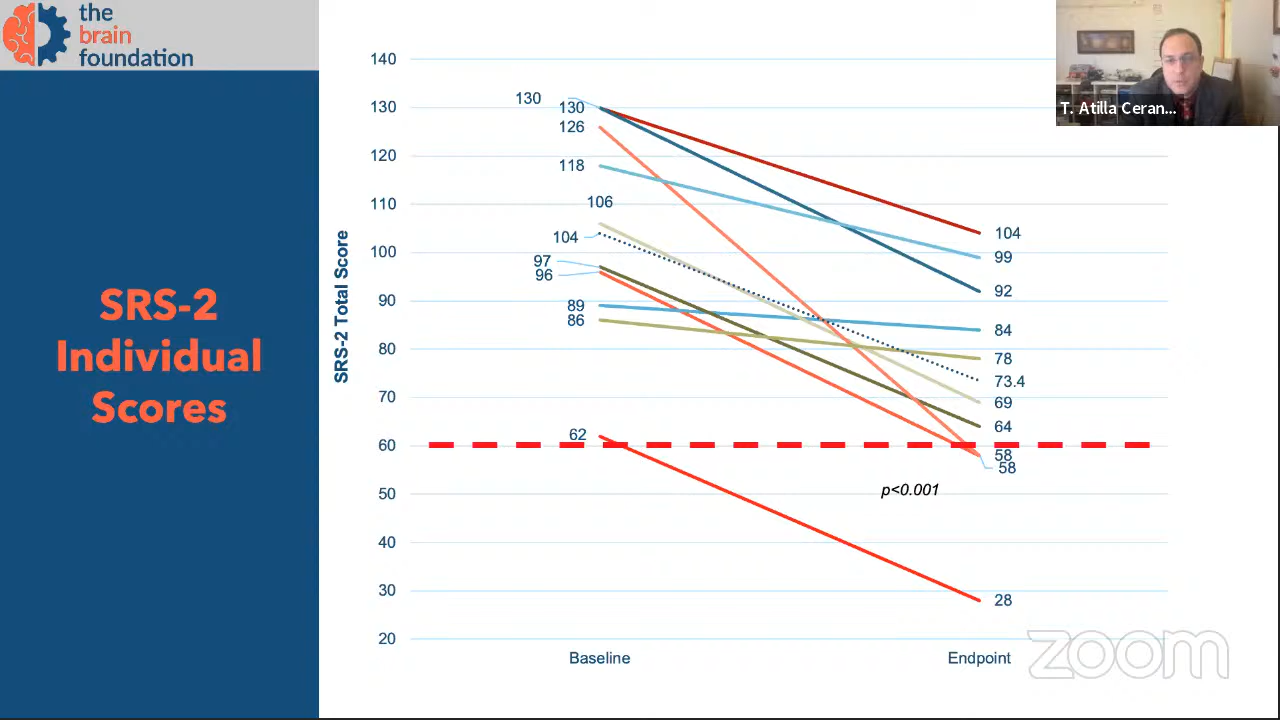 the
brain
foundation
SRS-2
Individual
Scores
SRS-2 Total Score
140
130
120
110
100
90
80
70
60
50
40
30
20
130
130
126
118
106
104
97
96
89
86
62
104
99
92
84
78
73.4
69
64
58
58
28
p<0.001
Baseline
Endpoint
T. Atilla Ceran...
zoom